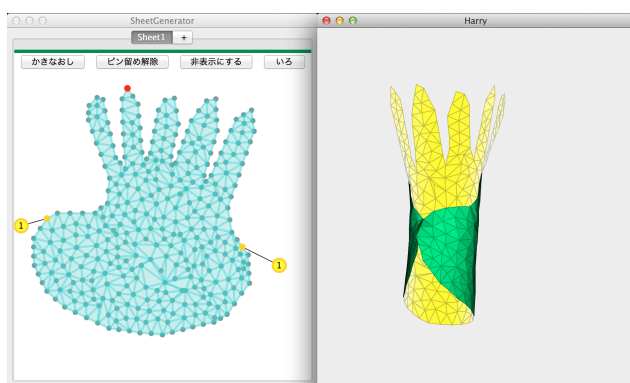 SheetGenerator
Sheet1 +
かきなおし ピン留め解除 非表示にする いろ
1
1
Harry